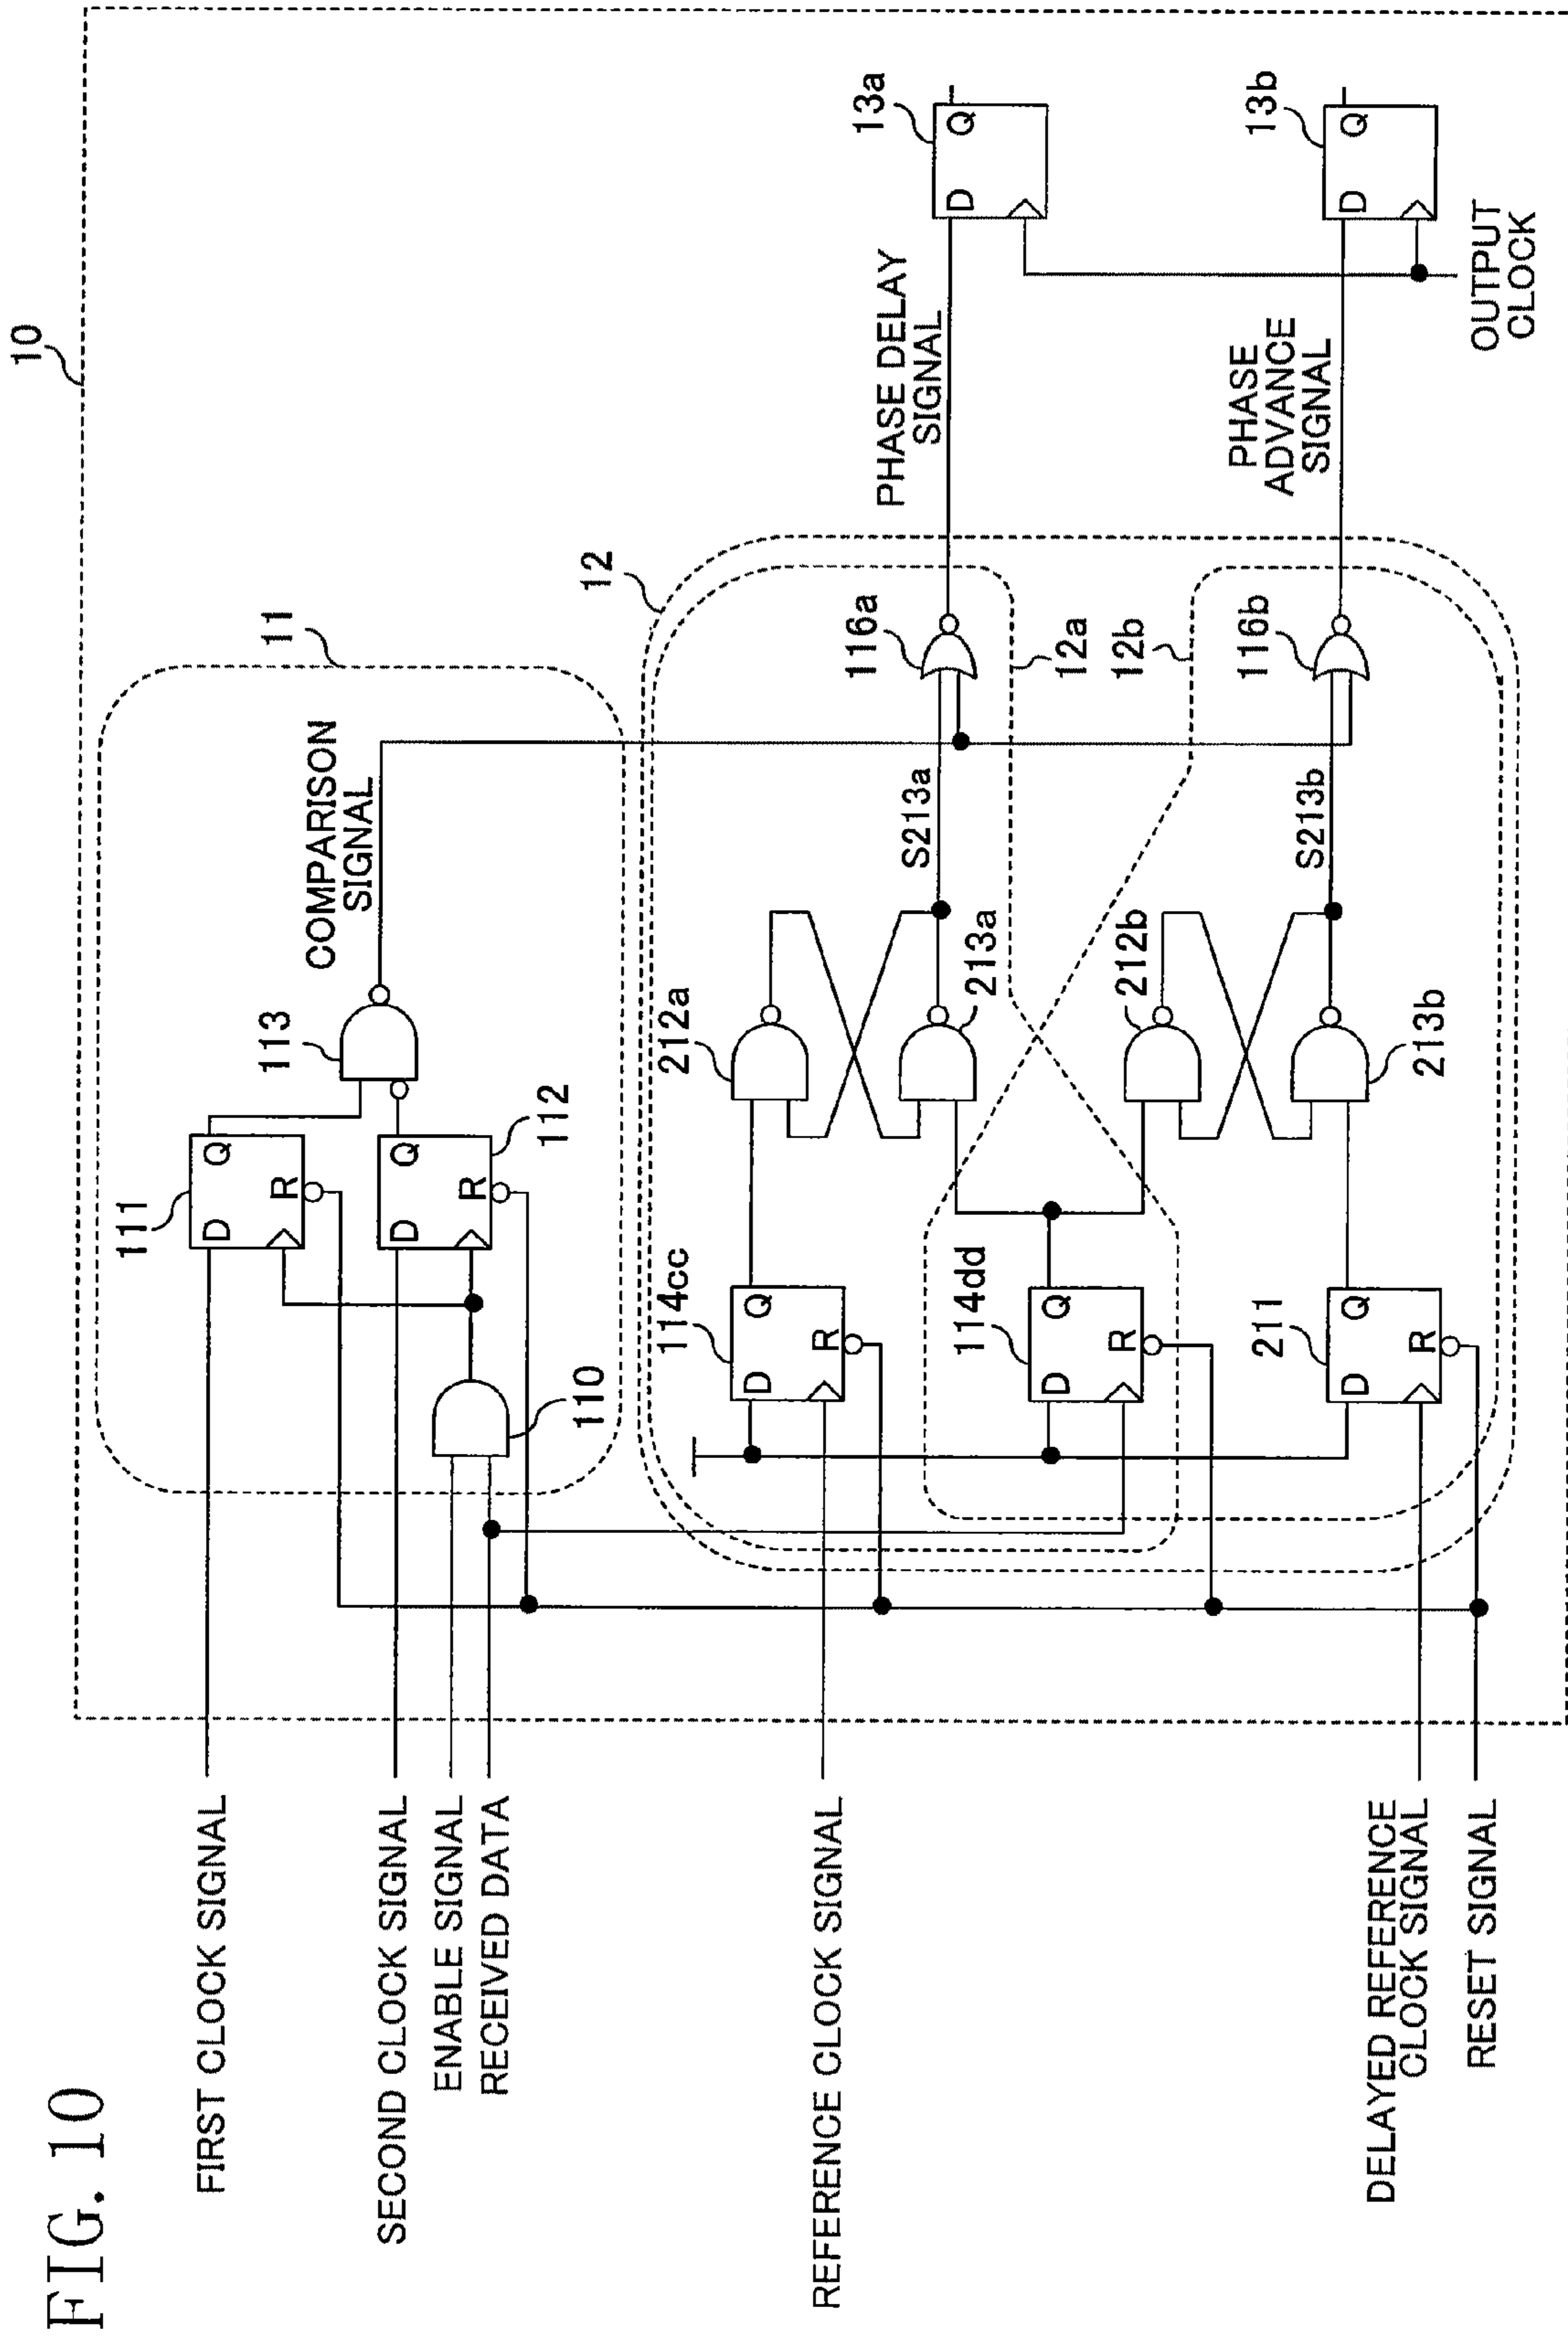 FIG. 10
10
11
FIRST CLOCK SIGNAL
SECOND CLOCK SIGNAL
ENABLE SIGNAL
RECEIVED DATA
REFERENCE CLOCK SIGNAL
DELAYED REFERENCE
CLOCK SIGNAL
RESET SIGNAL
111
D
Q
R
112
D
Q
R
110
113
COMPARISON
SIGNAL
12
114cc
D
Q
R
114dd
D
Q
R
211
D
Q
R
212a
213a
212b
213b
S213a
S213b
116a
12a
12b
116b
PHASE DELAY
SIGNAL
PHASE
ADVANCE
SIGNAL
13a
D
Q
13b
D
Q
OUTPUT
CLOCK